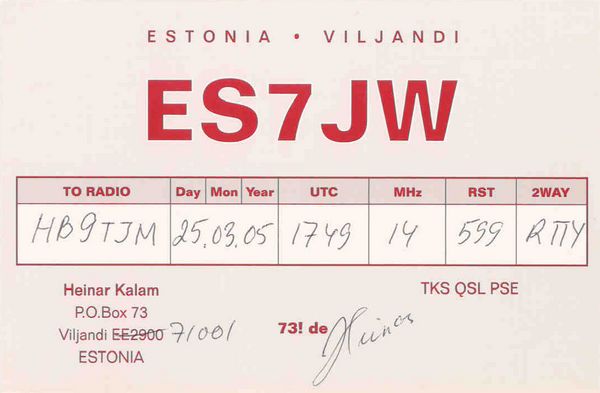 ESTONIA • VILJANDI
ES7JW
TO RADIO Day Mon Year UTC MHz RST 2WAY
HB9TJM 25.03.05 1749 14 599 RTTY
Heinar Kalam
P.O.Box 73
Viljandi EE2900 71001
ESTONIA
TKS QSL PSE
73! de Heinar